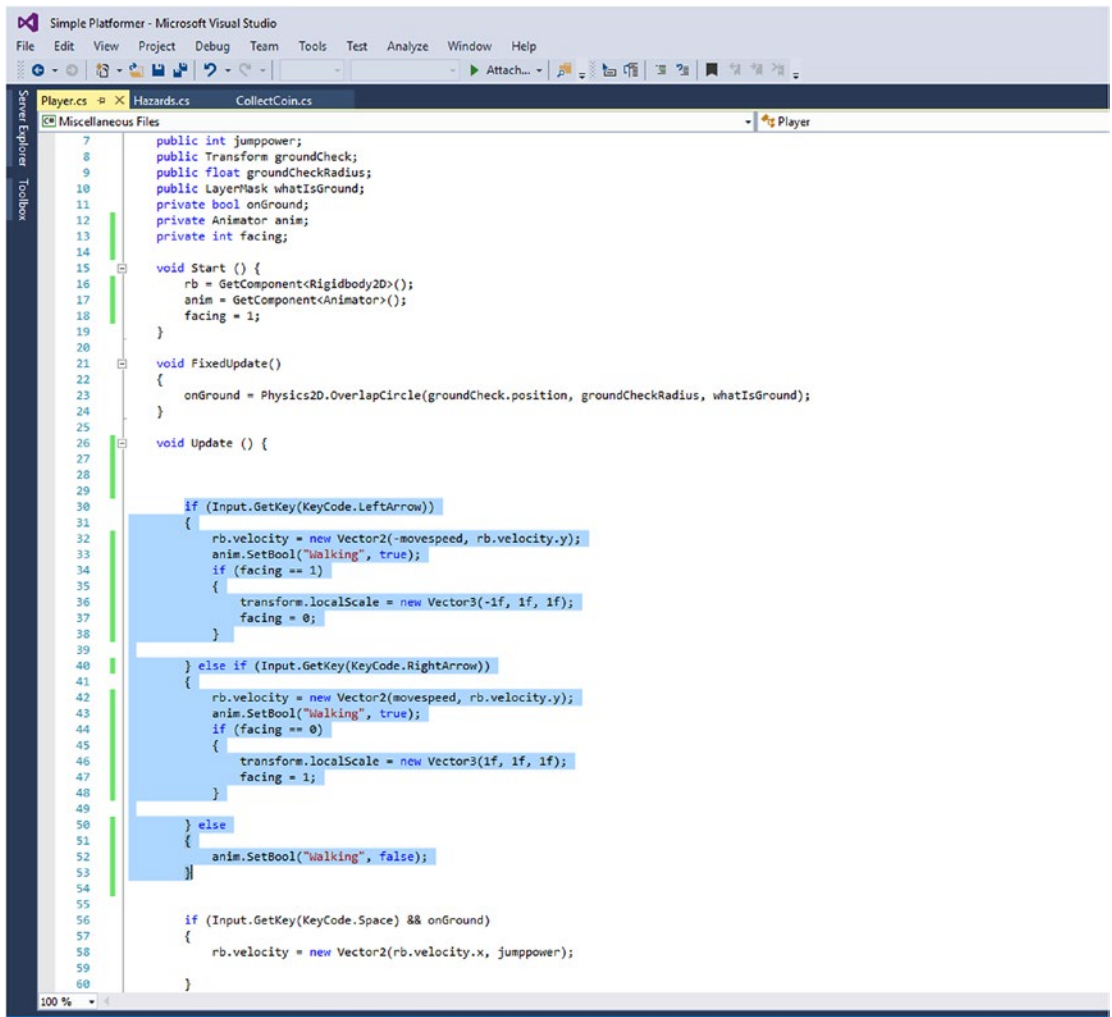 Simple Platformer - Microsoft Visual Studio
File Edit View Project Debug Team Tools Test Analyze Window Help
Attach...
Server Explorer
Toolbox
Player.cs Hazards.cs CollectCoin.cs
C# Miscellaneous Files Player
7 public int jumppower;
8 public Transform groundCheck;
9 public float groundCheckRadius;
10 public LayerMask whatIsGround;
11 private bool onGround;
12 private Animator anim;
13 private int facing;
14
15 void Start () {
16 rb = GetComponent<Rigidbody2D>();
17 anim = GetComponent<Animator>();
18 facing = 1;
19 }
20
21 void FixedUpdate()
22 {
23 onGround = Physics2D.OverlapCircle(groundCheck.position, groundCheckRadius, whatIsGround);
24 }
25
26 void Update () {
27
28
29
30 if (Input.GetKey(KeyCode.LeftArrow))
31 {
32 rb.velocity = new Vector2(-movespeed, rb.velocity.y);
33 anim.SetBool("Walking", true);
34 if (facing == 1)
35 {
36 transform.localScale = new Vector3(-1f, 1f, 1f);
37 facing = 0;
38 }
39
40 } else if (Input.GetKey(KeyCode.RightArrow))
41 {
42 rb.velocity = new Vector2(movespeed, rb.velocity.y);
43 anim.SetBool("Walking", true);
44 if (facing == 0)
45 {
46 transform.localScale = new Vector3(1f, 1f, 1f);
47 facing = 1;
48 }
49
50 } else
51 {
52 anim.SetBool("Walking", false);
53 }
54
55
56 if (Input.GetKey(KeyCode.Space) && onGround)
57 {
58 rb.velocity = new Vector2(rb.velocity.x, jumppower);
59
60 }
100 %